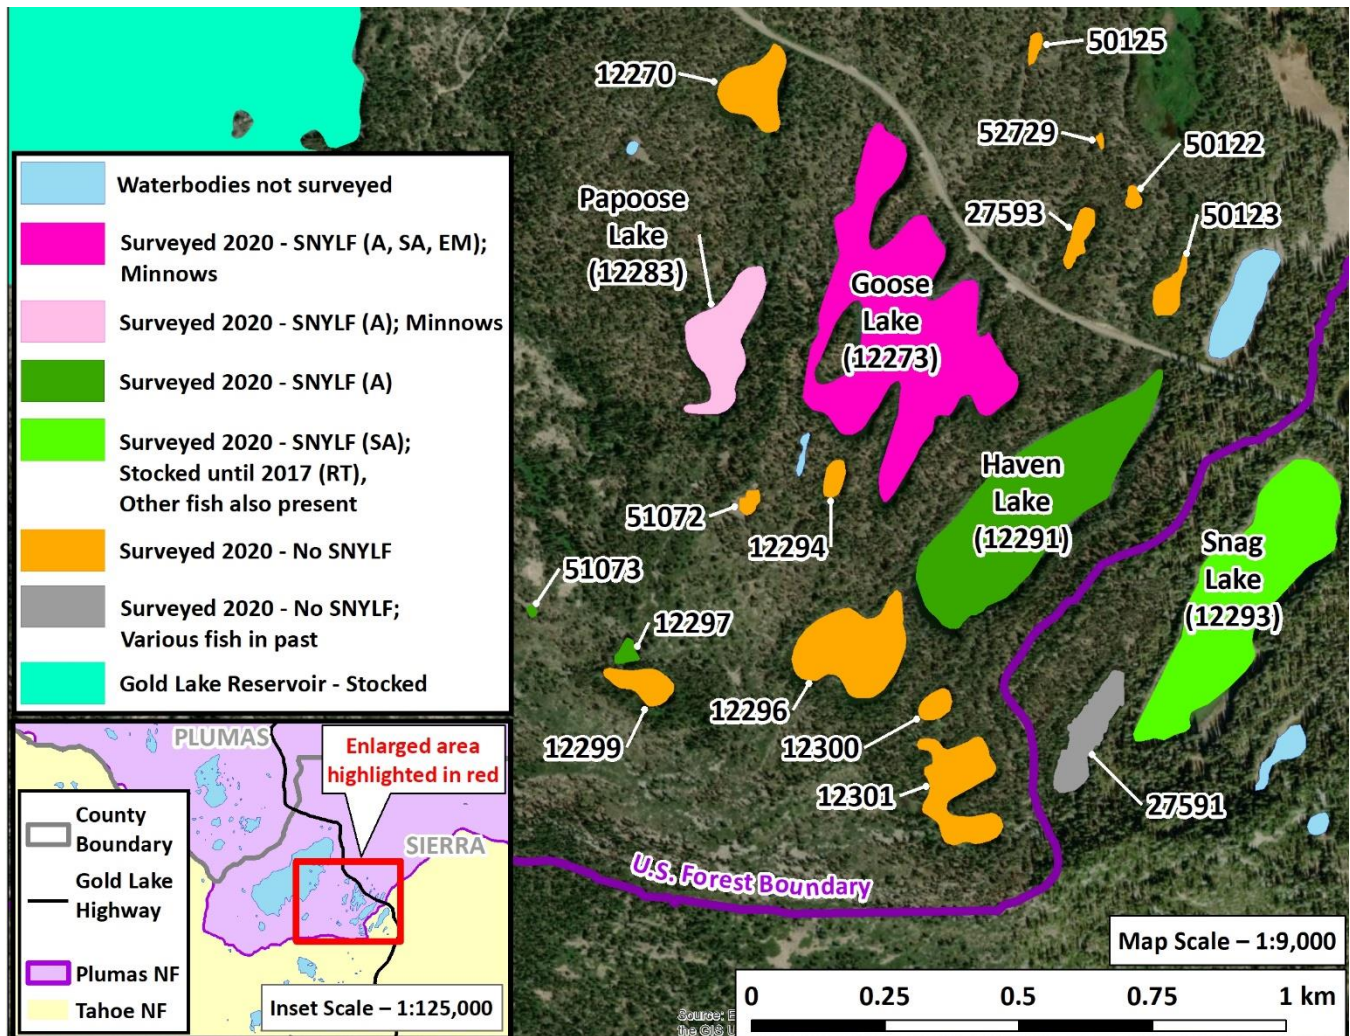 50125
12270
52729
50122
Papoose
Lake
(12283)
27593
50123
Goose
Lake
(12273)
Waterbodies not surveyed
Surveyed 2020 - SNYLF (A, SA, EM);
Minnows
Surveyed 2020 - SNYLF (A); Minnows
Surveyed 2020 - SNYLF (A)
Surveyed 2020 - SNYLF (SA);
Stocked until 2017 (RT),
Other fish also present
Surveyed 2020 - No SNYLF
Surveyed 2020 - No SNYLF;
Various fish in past
Gold Lake Reservoir - Stocked
Haven
Lake
(12291)
51072
12294
Snag
Lake
(12293)
51073
12297
12296
12299
12300
12301
27591
PLUMAS
Enlarged area
highlighted in red
SIERRA
County
Boundary
Gold Lake
Highway
Plumas NF
Tahoe NF
Inset Scale – 1:125,000
U.S. Forest Boundary
Map Scale – 1:9,000
0 0.25 0.5 0.75 1 km
Source: E
the GIS U